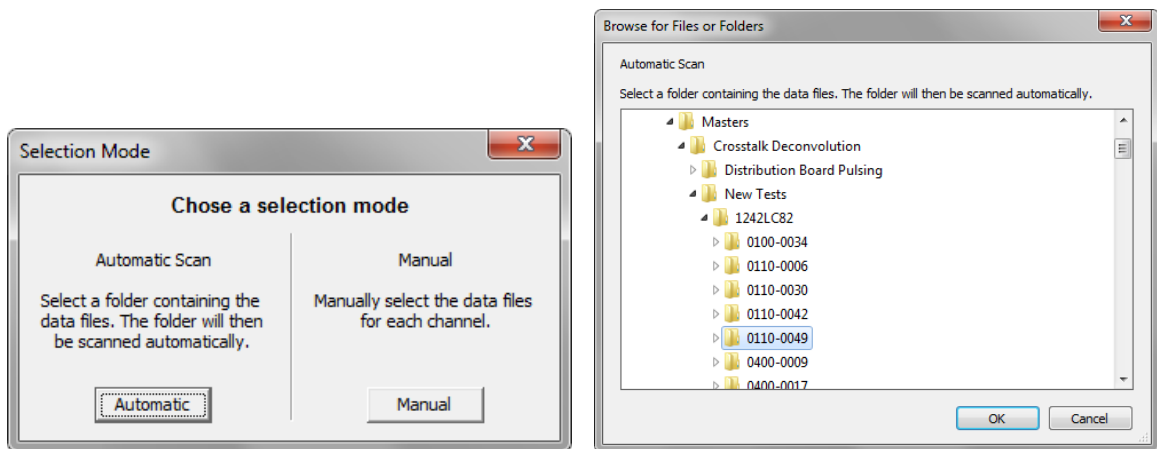 Selection Mode
Chose a selection mode
Automatic Scan
Select a folder containing the
data files. The folder will then
be scanned automatically.
Automatic
Manual
Manually select the data files
for each channel.
Manual
Browse for Files or Folders
Automatic Scan
Select a folder containing the data files. The folder will then be scanned automatically.
Masters
Crosstalk Deconvolution
Distribution Board Pulsing
New Tests
1242LC82
0100-0034
0110-0006
0110-0030
0110-0042
0110-0049
0400-0009
0400-0017
OK
Cancel